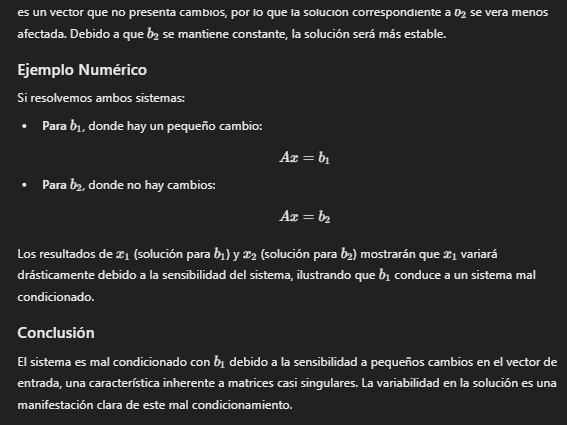 es un vector que no presenta cambios, por lo que la solución correspondiente a b₂ se verá menos
afectada. Debido a que b₂ se mantiene constante, la solución será más estable.
Ejemplo Numérico
Si resolvemos ambos sistemas:
• Para b₁, donde hay un pequeño cambio:
Ax = b₁
• Para b₂, donde no hay cambios:
Ax = b₂
Los resultados de x₁ (solución para b₁) y x₂ (solución para b₂) mostrarán que x₁ variará
drásticamente debido a la sensibilidad del sistema, ilustrando que b₁ conduce a un sistema mal
condicionado.
Conclusión
El sistema es mal condicionado con b₁ debido a la sensibilidad a pequeños cambios en el vector de
entrada, una característica inherente a matrices casi singulares. La variabilidad en la solución es una
manifestación clara de este mal condicionamiento.